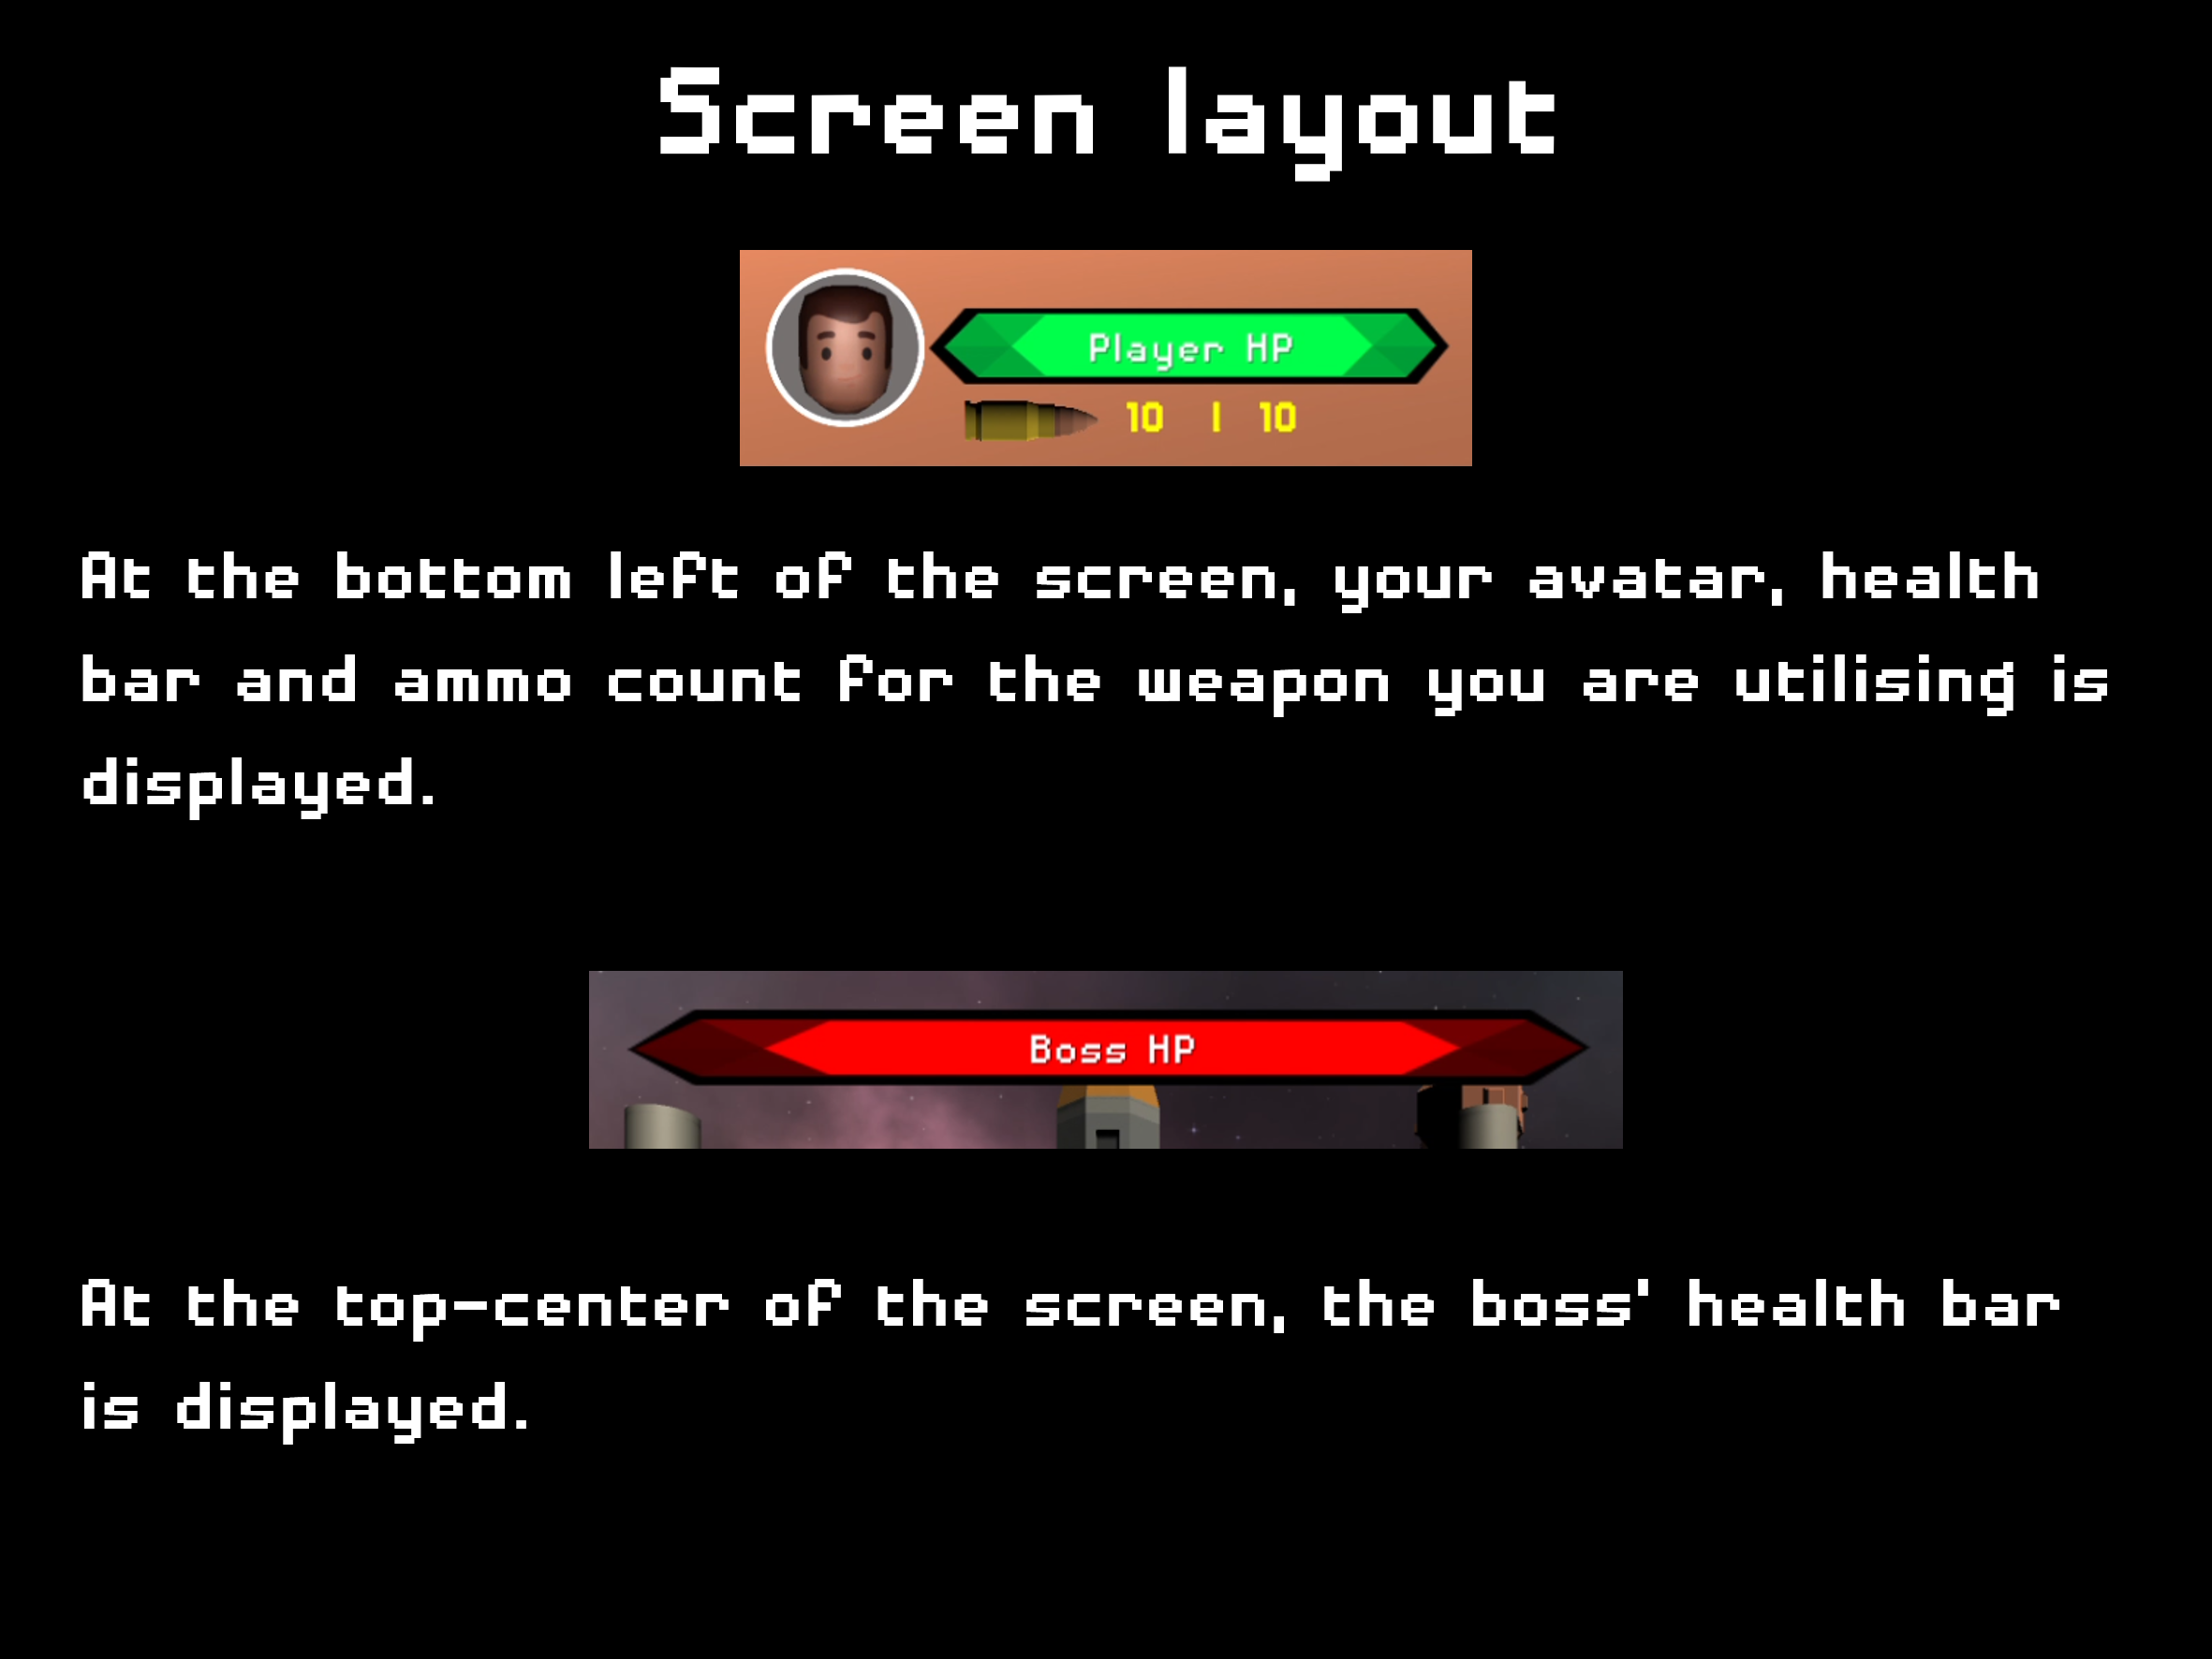 Screen layout
Player HP
10 | 10
At the bottom left of the screen, your avatar, health
bar and ammo count for the weapon you are utilising is
displayed.
Boss HP
At the top-center of the screen, the boss' health bar
is displayed.